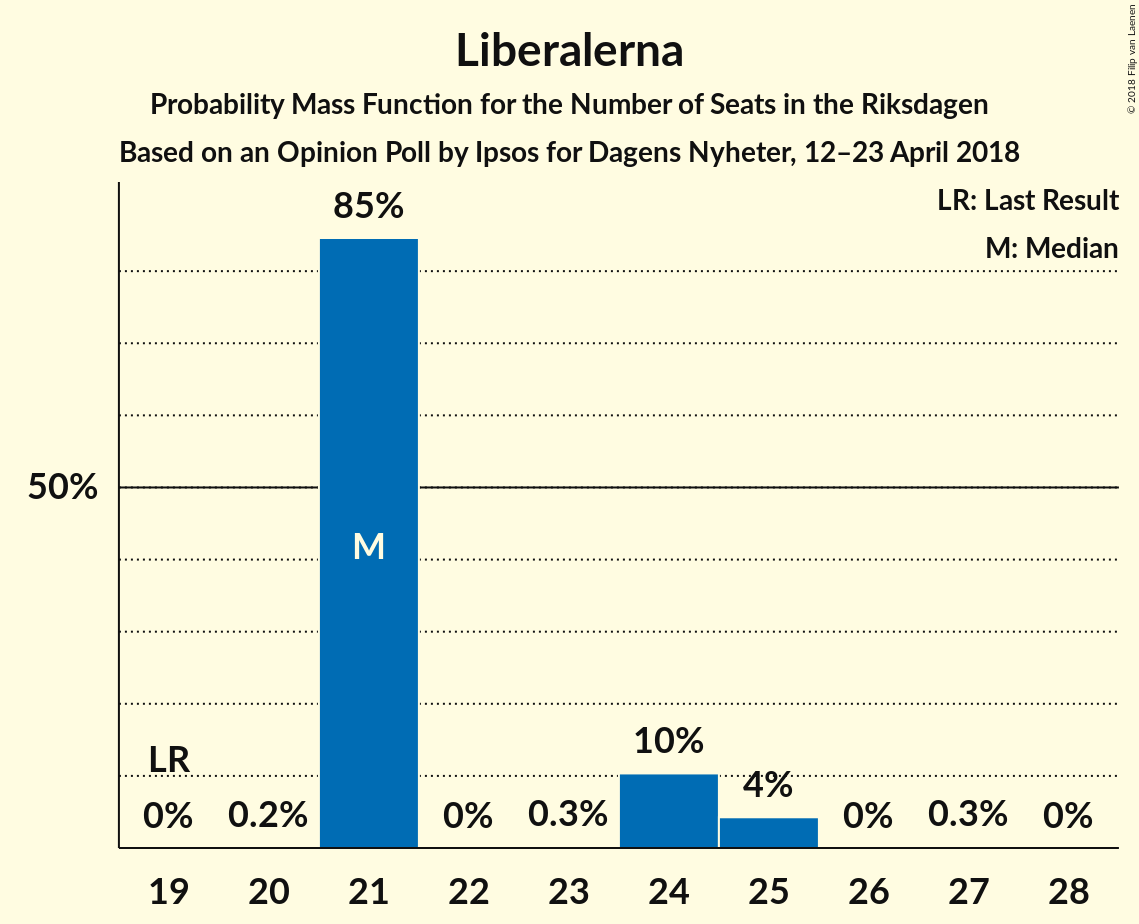 Liberalerna
Probability Mass Function for the Number of Seats in the Riksdagen
Based on an Opinion Poll by Ipsos for Dagens Nyheter, 12–23 April 2018
© 2018 Filip van Laenen
LR: Last Result
M: Median
85%
50%
M
LR
0%
0.2%
0%
0.3%
10%
4%
0%
0.3%
0%
19 20 21 22 23 24 25 26 27 28